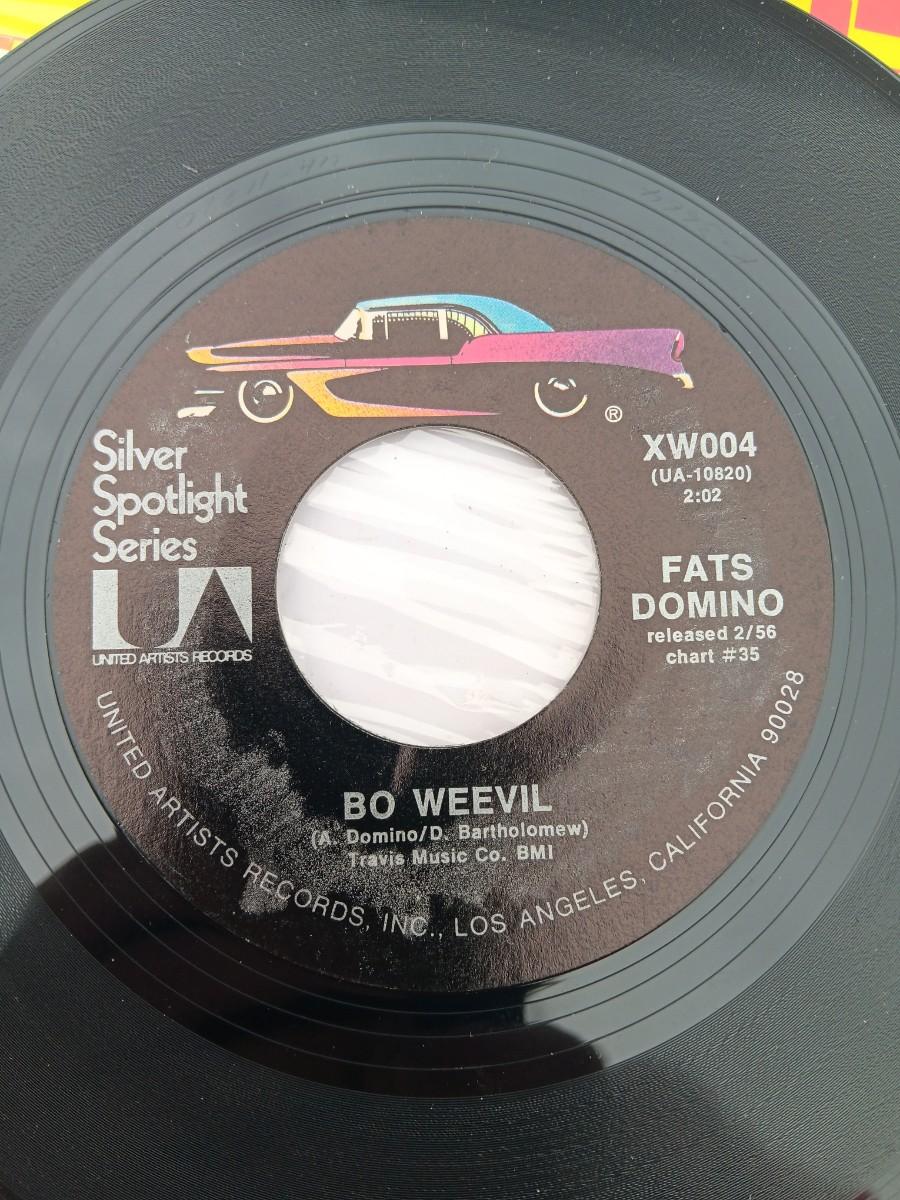 ®
Silver
Spotlight
Series
UA
UNITED ARTISTS RECORDS
XW004
(UA-10820)
2:02
FATS
DOMINO
released 2/56
chart #35
BO WEEVIL
(A. Domino/D. Bartholomew)
Travis Music Co. BMI
UNITED ARTISTS RECORDS, INC., LOS ANGELES, CALIFORNIA 90028